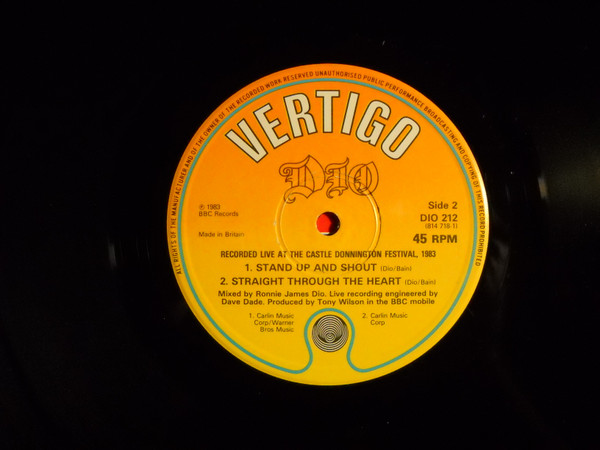 ALL RIGHTS OF THE MANUFACTURER AND OF THE OWNER OF THE RECORDED WORK RESERVED UNAUTHORISED PUBLIC PERFORMANCE BROADCASTING AND COPYING OF THIS RECORD PROHIBITED
VERTIGO
DIO
℗ 1983
BBC Records
Made in Britain
Side 2
DIO 212
(814 719.1)
45 RPM
RECORDED LIVE AT THE CASTLE DONNINGTON FESTIVAL, 1983
1. STAND UP AND SHOUT (Dio/Bain)
2. STRAIGHT THROUGH THE HEART (Dio/Bain)
Mixed by Ronnie James Dio. Live recording engineered by
Dave Dade. Produced by Tony Wilson in the BBC mobile
1. Carlin Music
Corp/Warner
Bros Music
2. Carlin Music
Corp